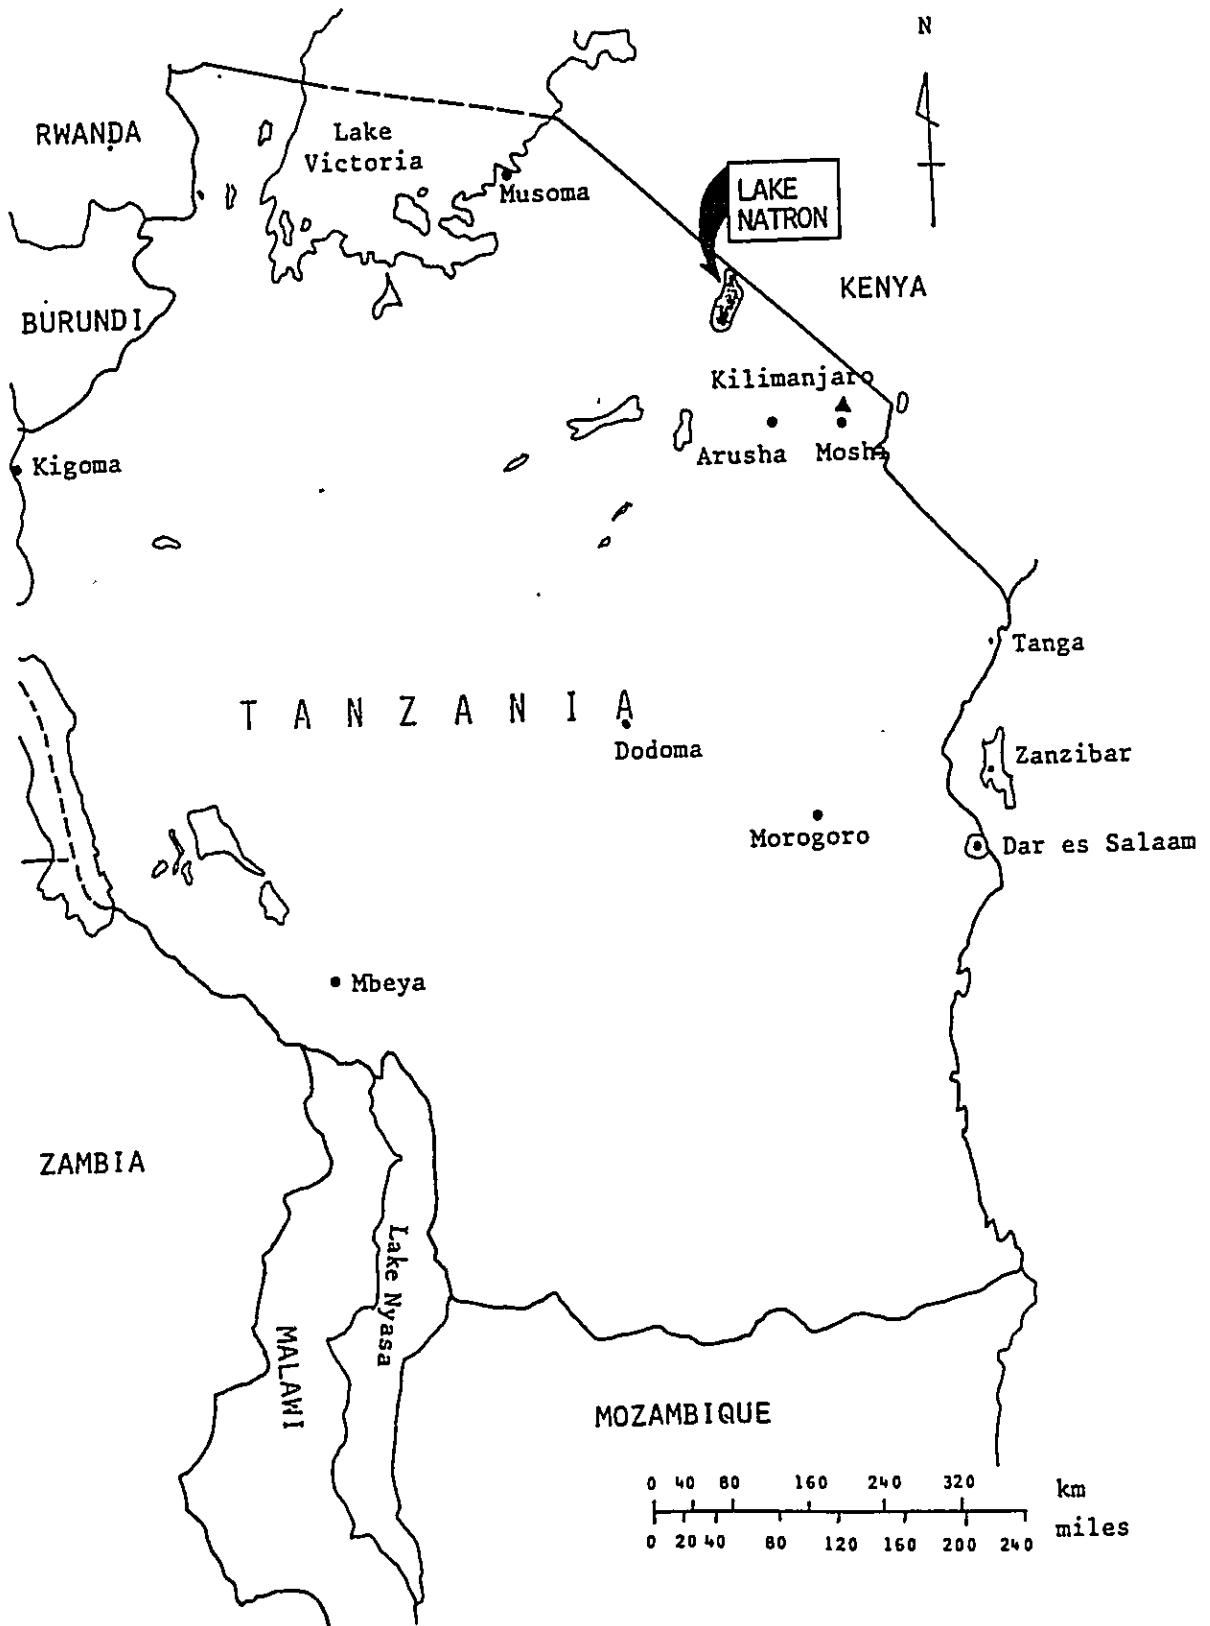 N
RWANDA
Lake
Victoria
Musoma
LAKE
NATRON
KENYA
BURUNDI
Kilimanjaro
Arusha
Moshi
Kigoma
Tanga
TANZANIA
Dodoma
Zanzibar
Morogoro
Dar es Salaam
Mbeya
ZAMBIA
Lake Nyasa
MALAWI
MOZAMBIQUE
0 40 80 160 240 320 km
0 20 40 80 120 160 200 240 miles